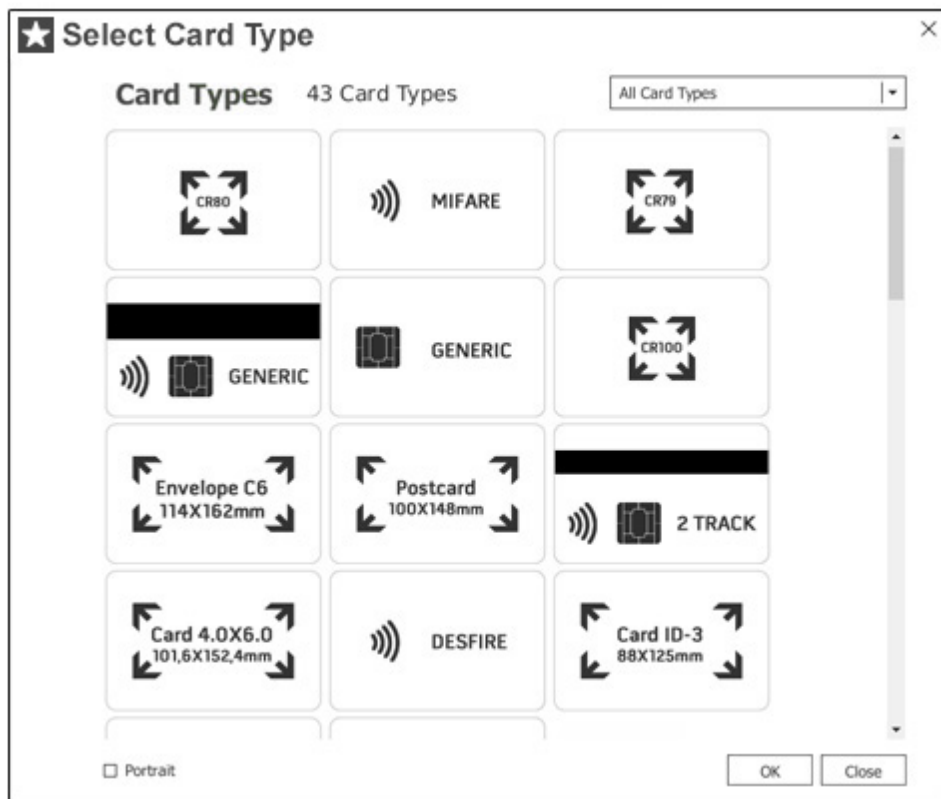 Select Card Type
Card Types 43 Card Types All Card Types
CR80
MIFARE
CR79
GENERIC
GENERIC
CR100
Envelope C6
114X162mm
Postcard
100X148mm
2 TRACK
Card 4.0X6.0
101,6X152,4mm
DESFIRE
Card ID-3
88X125mm
Portrait
OK
Close